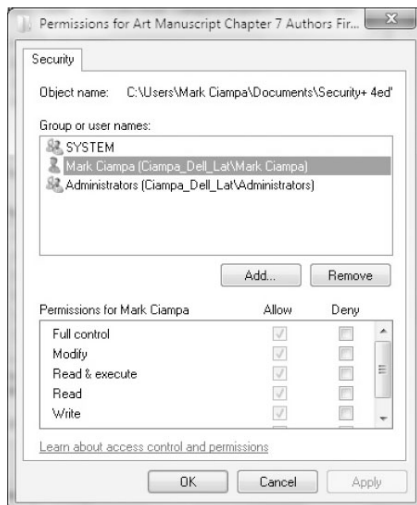 Permissions for Art Manuscript Chapter 7 Authors Fir...
Security
Object name: C:\Users\Mark Ciampa\Documents\Security+ 4ed'
Group or user names:
SYSTEM
Mark Ciampa (Ciampa_Dell_Lat\Mark Ciampa)
Administrators (Ciampa_Dell_Lat\Administrators)
Add... Remove
Permissions for Mark Ciampa Allow Deny
Full control
Modify
Read & execute
Read
Write
Learn about access control and permissions
OK Cancel Apply